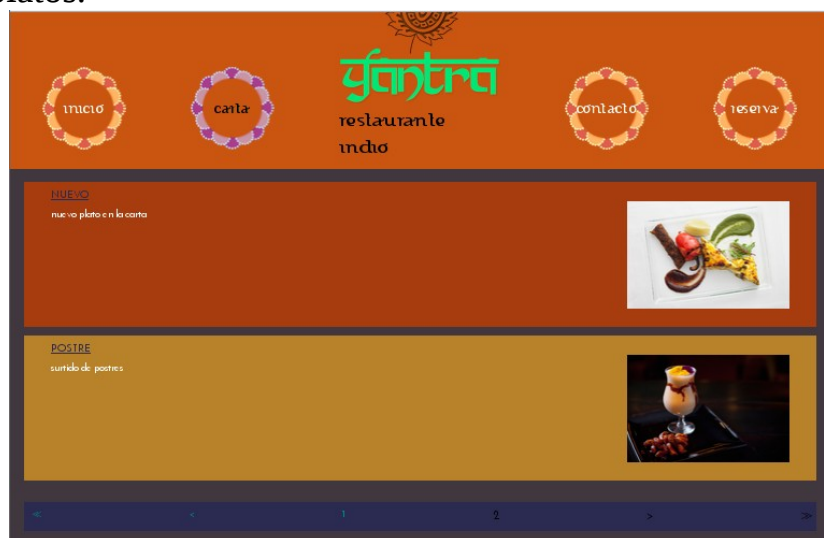 platos.
inicio
carta
yantra
restaurante
indio
contacto
reserva
NUEVO
nuevo plato en la carta
POSTRE
surtido de postres
≪ < 1 2 > ≫